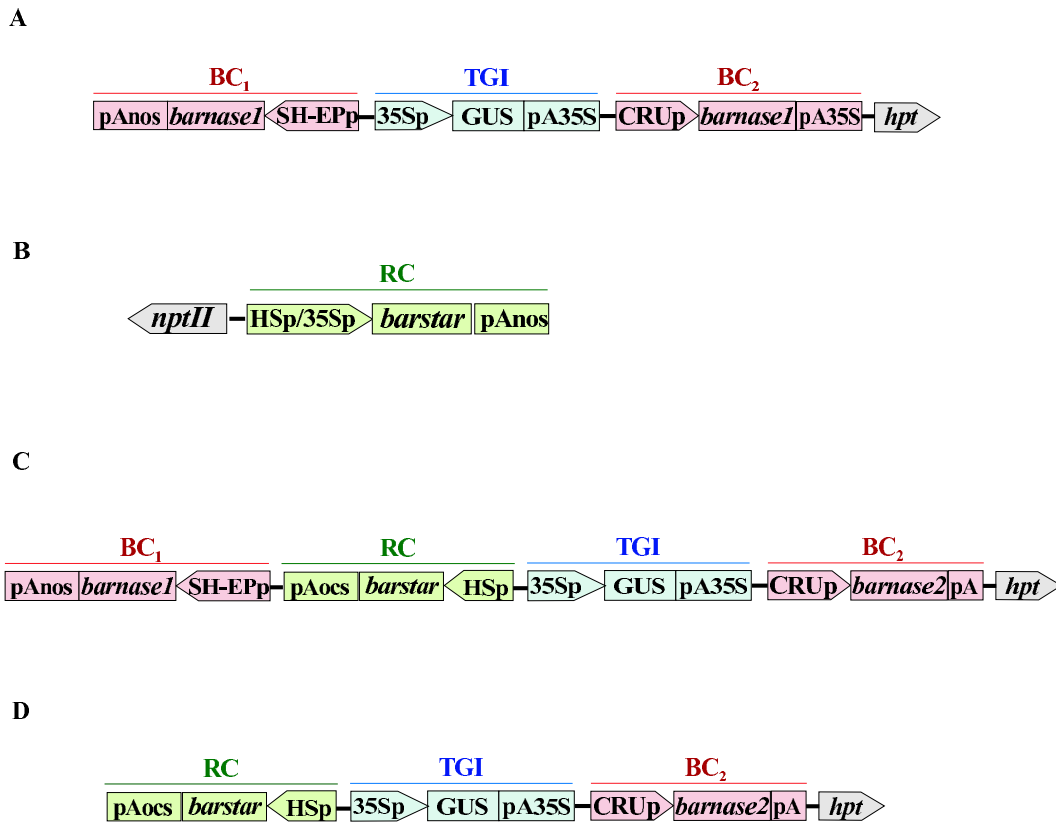 A
BC₁ TGI BC₂
pAnos barnase1 SH-EPp 35Sp GUS pA35S CRUp barnase1 pA35S hpt
B
RC
nptII HSp/35Sp barstar pAnos
C
BC₁ RC TGI BC₂
pAnos barnase1 SH-EPp pAocs barstar HSp 35Sp GUS pA35S CRUp barnase2 pA hpt
D
RC TGI BC₂
pAocs barstar HSp 35Sp GUS pA35S CRUp barnase2 pA hpt